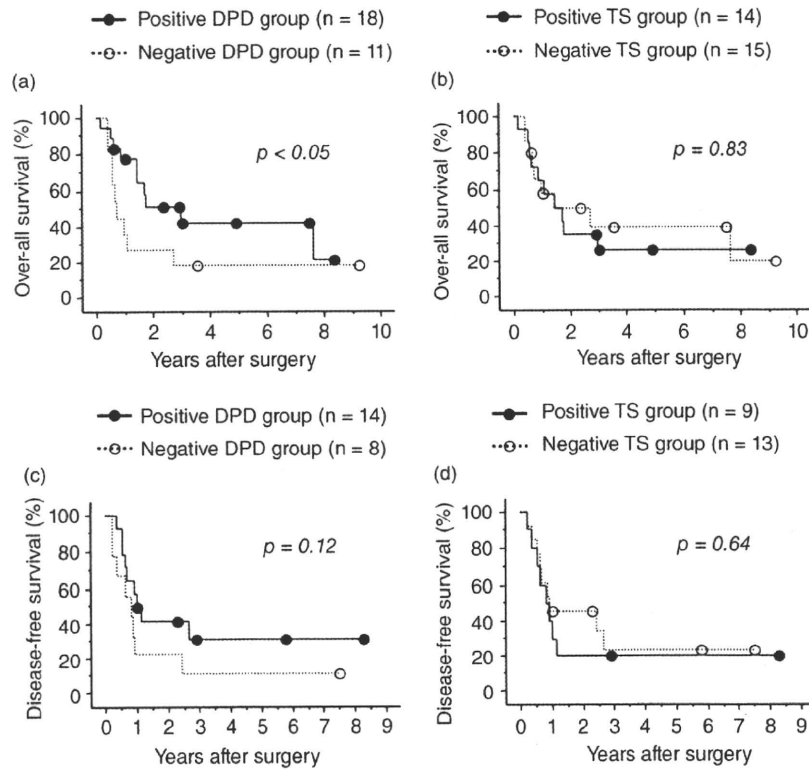 Positive DPD group (n = 18)
Negative DPD group (n = 11)
(a)
Over-all survival (%)
100
80
60
40
20
0
p < 0.05
0 2 4 6 8 10
Years after surgery
Positive TS group (n = 14)
Negative TS group (n = 15)
(b)
Over-all survival (%)
100
80
60
40
20
0
p = 0.83
0 2 4 6 8 10
Years after surgery
Positive DPD group (n = 14)
Negative DPD group (n = 8)
(c)
Disease-free survival (%)
100
80
60
40
20
0
p = 0.12
0 1 2 3 4 5 6 7 8 9
Years after surgery
Positive TS group (n = 9)
Negative TS group (n = 13)
(d)
Disease-free survival (%)
100
80
60
40
20
0
p = 0.64
0 1 2 3 4 5 6 7 8 9
Years after surgery